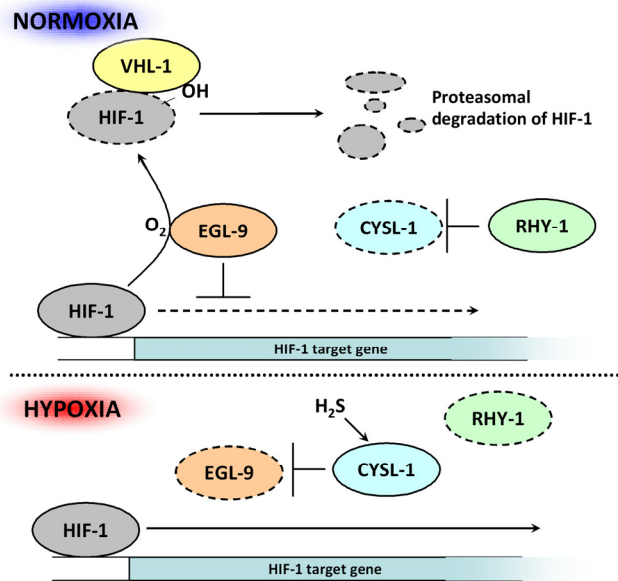 NORMOXIA
VHL-1
OH
HIF-1
Proteasomal
degradation of HIF-1
O2
EGL-9
CYSL-1
RHY-1
HIF-1
HIF-1 target gene
HYPOXIA
H2S
RHY-1
EGL-9
CYSL-1
HIF-1
HIF-1 target gene